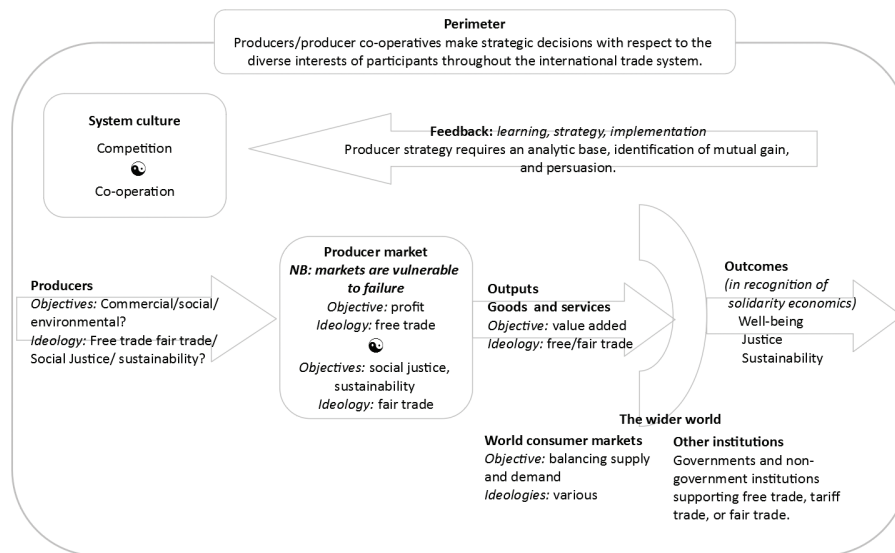 Perimeter
Producers/producer co-operatives make strategic decisions with respect to the
diverse interests of participants throughout the international trade system.
System culture
Competition
☯
Co-operation
Feedback: learning, strategy, implementation
Producer strategy requires an analytic base, identification of mutual gain,
and persuasion.
Producers
Objectives: Commercial/social/
environmental?
Ideology: Free trade fair trade/
Social Justice/ sustainability?
Producer market
NB: markets are vulnerable
to failure
Objective: profit
Ideology: free trade
☯
Objectives: social justice,
sustainability
Ideology: fair trade
Outputs
Goods and services
Objective: value added
Ideology: free/fair trade
Outcomes
(in recognition of
solidarity economics)
Well-being
Justice
Sustainability
The wider world
World consumer markets
Objective: balancing supply
and demand
Ideologies: various
Other institutions
Governments and non-
government institutions
supporting free trade, tariff
trade, or fair trade.